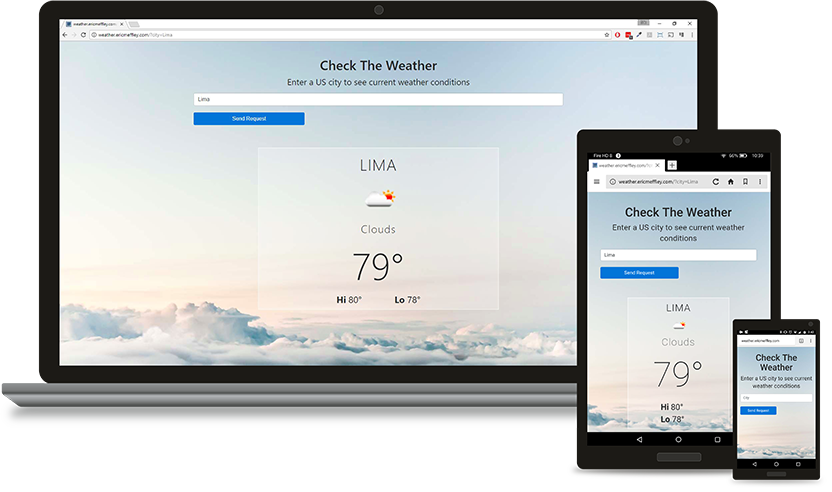 weather.ericmeffley.com
weather.ericmeffley.com/?city=Lima
Check The Weather
Enter a US city to see current weather conditions
Lima
Send Request
LIMA
Clouds
79°
Hi 80°
Lo 78°
Fire HD 8
66%
10:39
weather.ericmeffley.com/?
weather.ericmeffley.com/?city=Lima
Check The Weather
Enter a US city to see current weather
conditions
Lima
Send Request
LIMA
Clouds
79°
Hi 80°
Lo 78°
weather.ericmeffley.com
Check The
Weather
Enter a US city to see current
weather conditions
City
Send Request